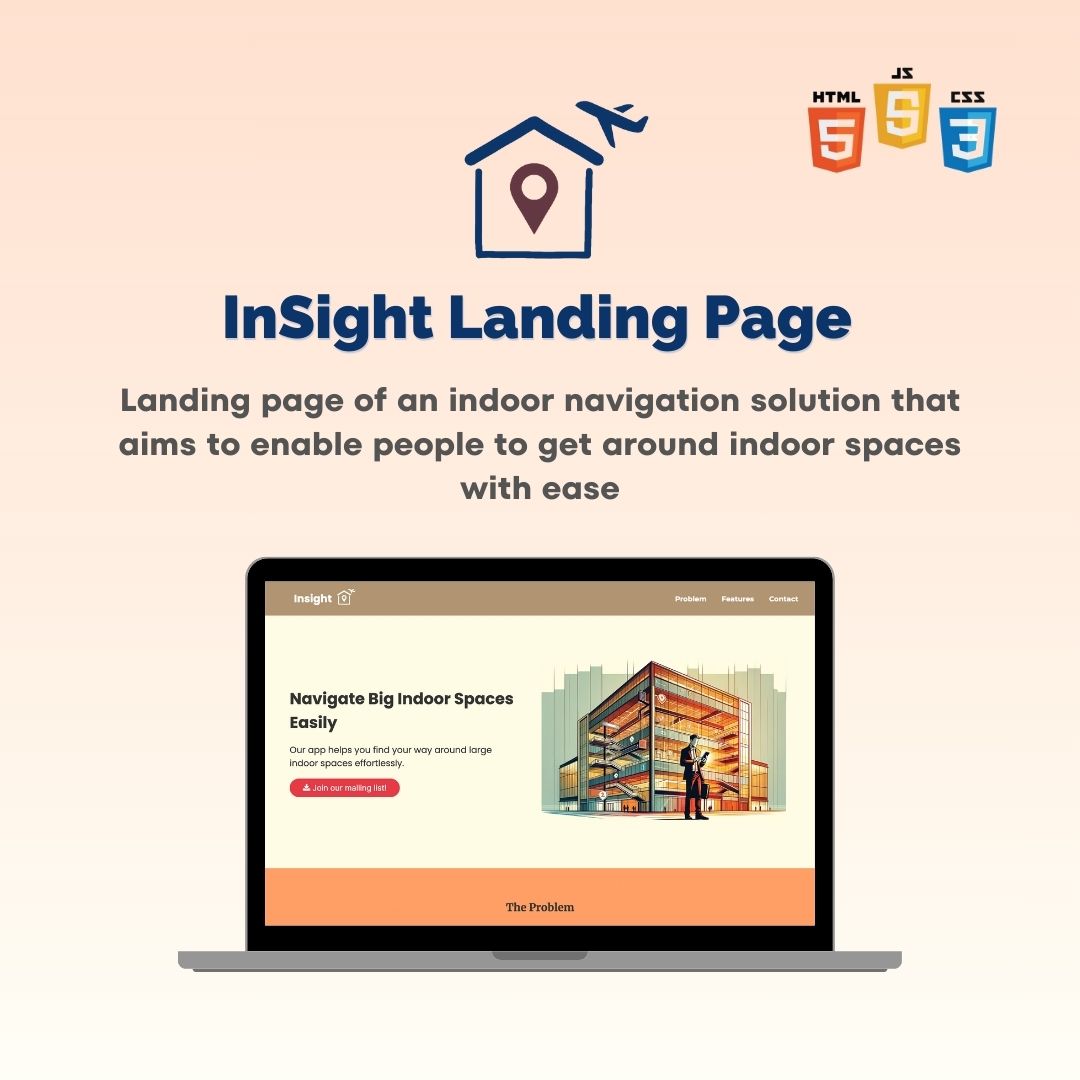 JS
HTML
CSS
5
5
3
InSight Landing Page
Landing page of an indoor navigation solution that
aims to enable people to get around indoor spaces
with ease
Insight
Problem
Features
Contact
Navigate Big Indoor Spaces
Easily
Our app helps you find your way around large
indoor spaces effortlessly.
Join our mailing list!
The Problem